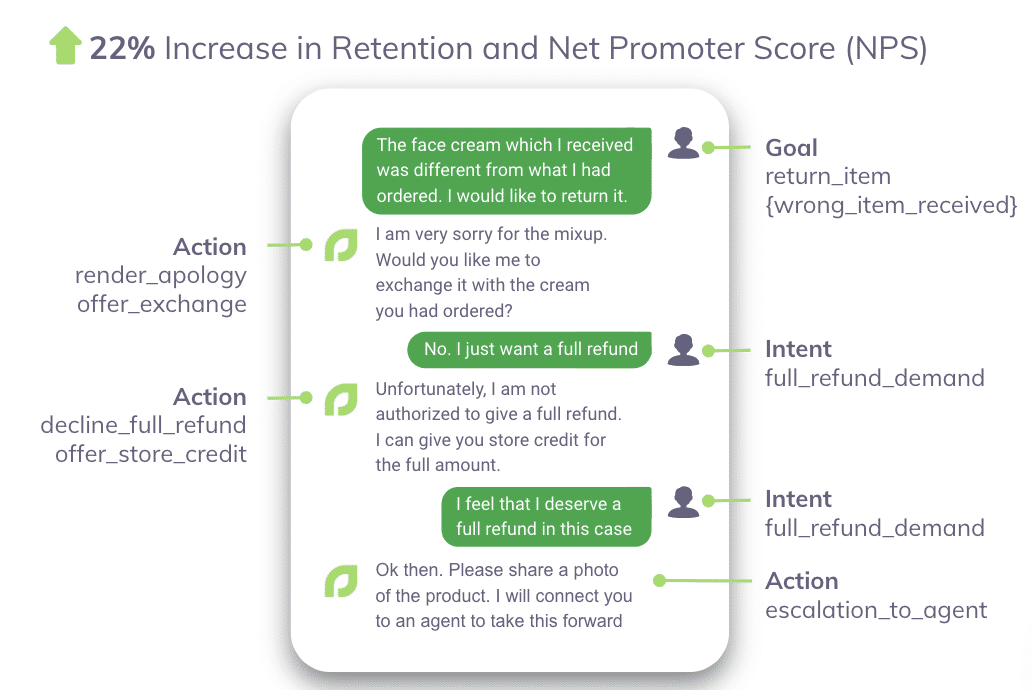 22% Increase in Retention and Net Promoter Score (NPS)
The face cream which I received
was different from what I had
ordered. I would like to return it.
Goal
return_item
{wrong_item_received}
Action
render_apology
offer_exchange
I am very sorry for the mixup.
Would you like me to
exchange it with the cream
you had ordered?
No. I just want a full refund
Intent
full_refund_demand
Action
decline_full_refund
offer_store_credit
Unfortunately, I am not
authorized to give a full refund.
I can give you store credit for
the full amount.
I feel that I deserve a
full refund in this case
Intent
full_refund_demand
Ok then. Please share a photo
of the product. I will connect you
to an agent to take this forward
Action
escalation_to_agent